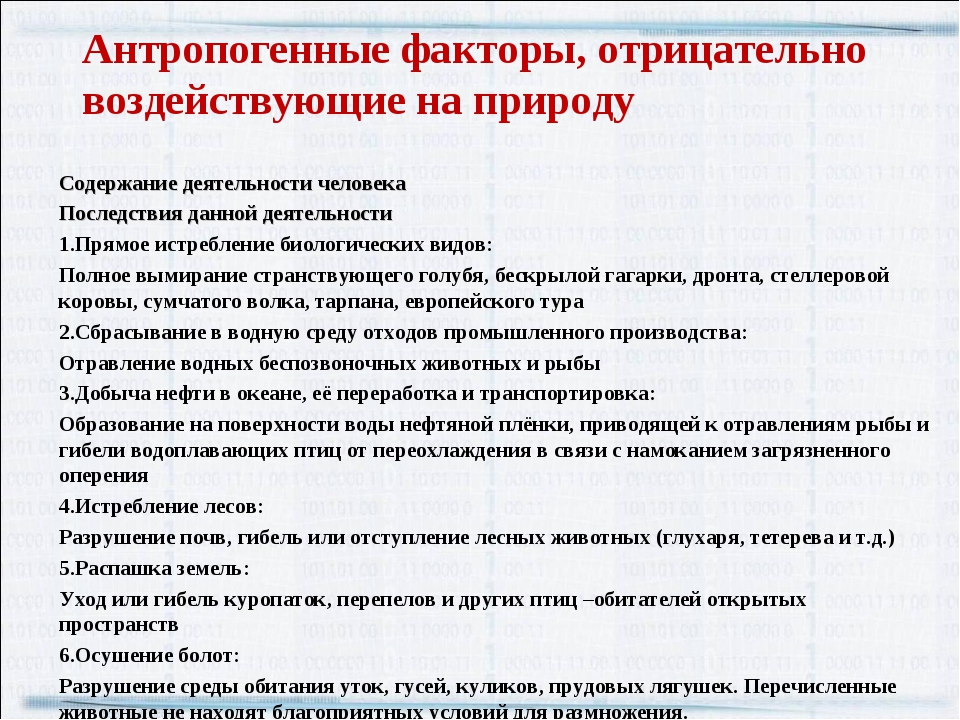 Антропогенные факторы, отрицательно
воздействующие на природу
Содержание деятельности человека
Последствия данной деятельности
1.Прямое истребление биологических видов:
Полное вымирание странствующего голубя, бескрылой гагарки, дронта, стеллеровой
коровы, сумчатого волка, тарпана, европейского тура
2.Сбрасывание в водную среду отходов промышленного производства:
Отравление водных беспозвоночных животных и рыбы
3.Добыча нефти в океане, её переработка и транспортировка:
Образование на поверхности воды нефтяной плёнки, приводящей к отравлениям рыбы и
гибели водоплавающих птиц от переохлаждения в связи с намоканием загрязненного
оперения
4.Истребление лесов:
Разрушение почв, гибель или отступление лесных животных (глухаря, тетерева и т.д.)
5.Распашка земель:
Уход или гибель куропаток, перепелов и других птиц –обитателей открытых
пространств
6.Осушение болот:
Разрушение среды обитания уток, гусей, куликов, прудовых лягушек. Перечисленные
животные не находят благоприятных условий для размножения.